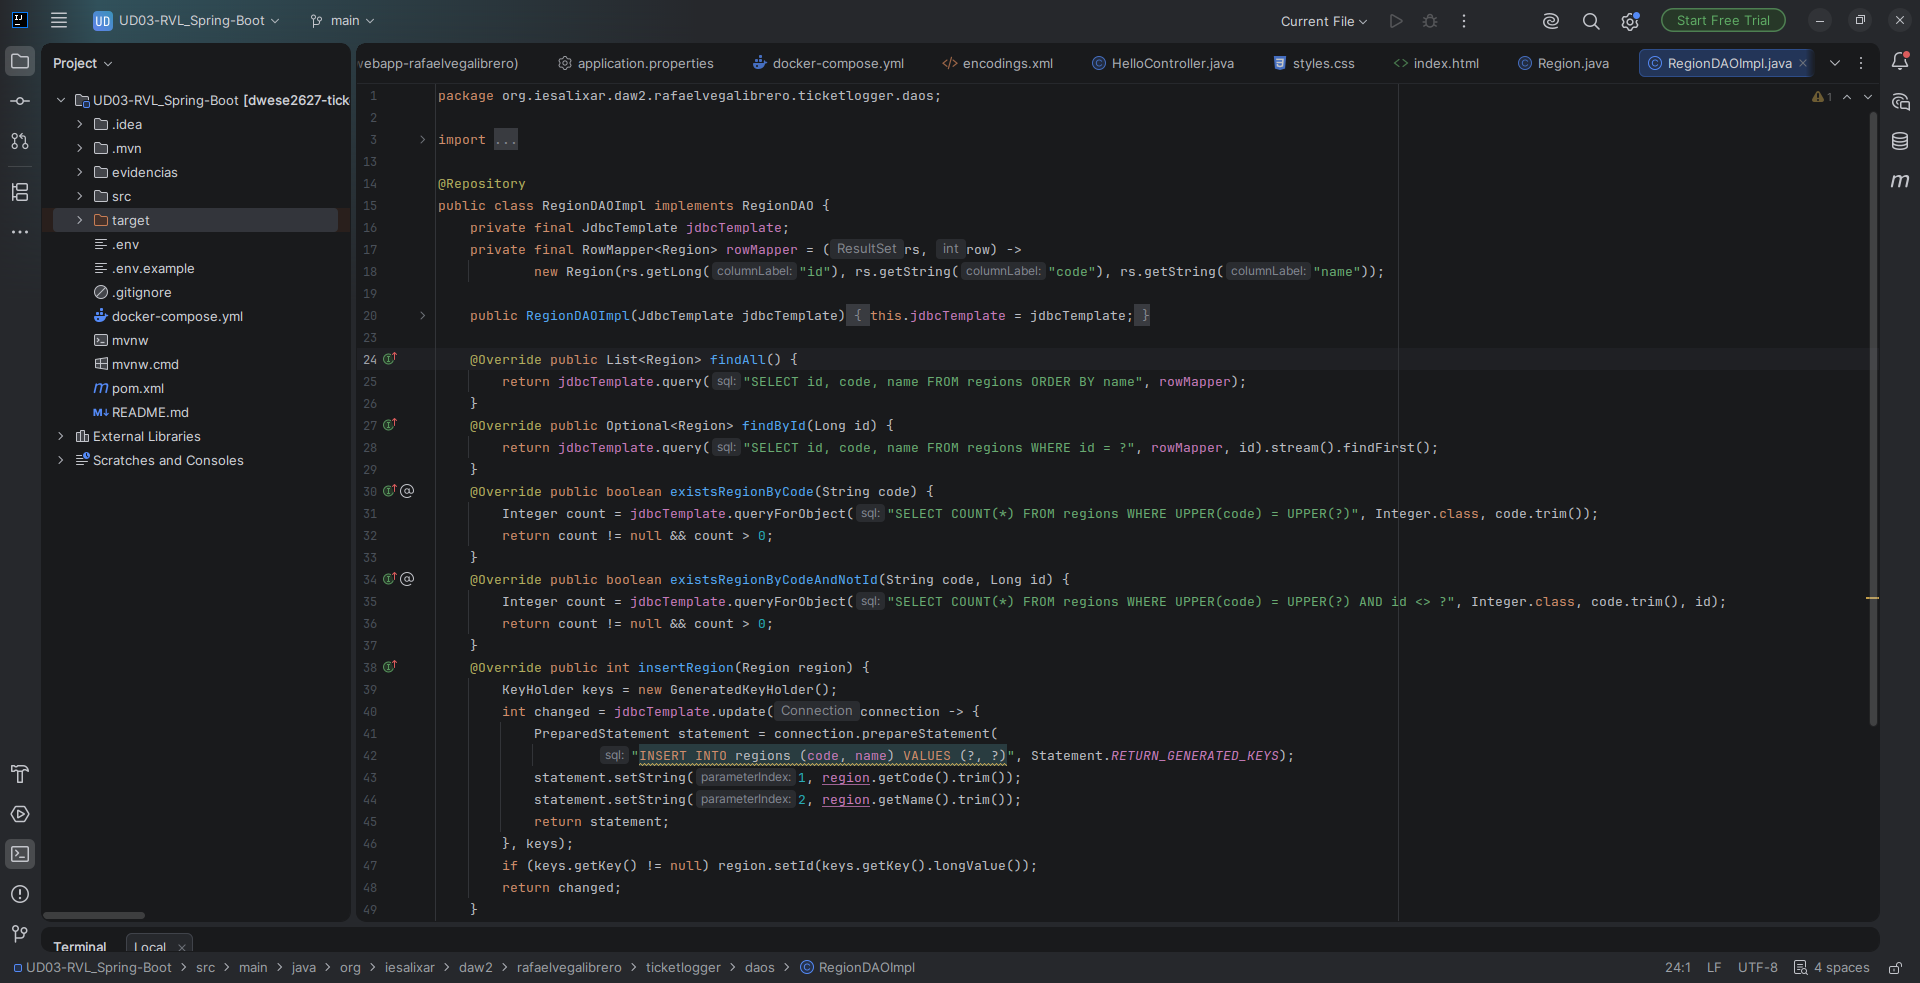 UD UD03-RVL_Spring-Boot main Current File Start Free Trial
Project
UD03-RVL_Spring-Boot [dwese2627-tick
.idea
.mvn
evidencias
src
target
.env
.env.example
.gitignore
docker-compose.yml
mvnw
mvnw.cmd
pom.xml
README.md
External Libraries
Scratches and Consoles
webapp-rafaelvegalibrero) application.properties docker-compose.yml encodings.xml HelloController.java styles.css index.html Region.java RegionDAOImpl.java
1 package org.iesalixar.daw2.rafaelvegalibrero.ticketlogger.daos;
2
3 import ...
13
14 @Repository
15 public class RegionDAOImpl implements RegionDAO {
16 private final JdbcTemplate jdbcTemplate;
17 private final RowMapper<Region> rowMapper = ( ResultSet rs, int row) ->
18 new Region(rs.getLong( columnLabel: "id"), rs.getString( columnLabel: "code"), rs.getString( columnLabel: "name"));
19
20 public RegionDAOImpl(JdbcTemplate jdbcTemplate) { this.jdbcTemplate = jdbcTemplate; }
23
24 @Override public List<Region> findAll() {
25 return jdbcTemplate.query( sql: "SELECT id, code, name FROM regions ORDER BY name", rowMapper);
26 }
27 @Override public Optional<Region> findById(Long id) {
28 return jdbcTemplate.query( sql: "SELECT id, code, name FROM regions WHERE id = ?", rowMapper, id).stream().findFirst();
29 }
30 @Override public boolean existsRegionByCode(String code) {
31 Integer count = jdbcTemplate.queryForObject( sql: "SELECT COUNT(*) FROM regions WHERE UPPER(code) = UPPER(?)", Integer.class, code.trim());
32 return count != null && count > 0;
33 }
34 @Override public boolean existsRegionByCodeAndNotId(String code, Long id) {
35 Integer count = jdbcTemplate.queryForObject( sql: "SELECT COUNT(*) FROM regions WHERE UPPER(code) = UPPER(?) AND id <> ?", Integer.class, code.trim(), id);
36 return count != null && count > 0;
37 }
38 @Override public int insertRegion(Region region) {
39 KeyHolder keys = new GeneratedKeyHolder();
40 int changed = jdbcTemplate.update( Connection connection -> {
41 PreparedStatement statement = connection.prepareStatement(
42 sql: "INSERT INTO regions (code, name) VALUES (?, ?)", Statement.RETURN_GENERATED_KEYS);
43 statement.setString( parameterIndex: 1, region.getCode().trim());
44 statement.setString( parameterIndex: 2, region.getName().trim());
45 return statement;
46 }, keys);
47 if (keys.getKey() != null) region.setId(keys.getKey().longValue());
48 return changed;
49 }
1
Terminal Local
UD03-RVL_Spring-Boot > src > main > java > org > iesalixar > daw2 > rafaelvegalibrero > ticketlogger > daos > RegionDAOImpl 24:1 LF UTF-8 4 spaces